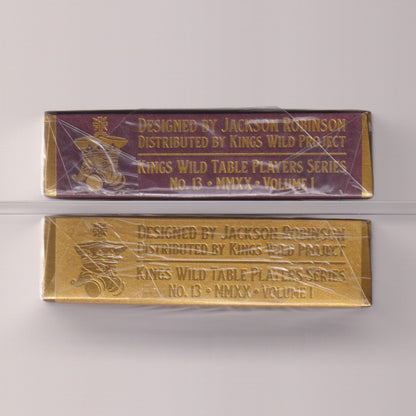 Designed by Jackson Robinson
Distributed by Kings Wild Project
Kings Wild Table Players Series
No. 13 • MMXX • Volume I
Designed by Jackson Robinson
Distributed by Kings Wild Project
Kings Wild Table Players Series
No. 13 • MMXX • Volume I